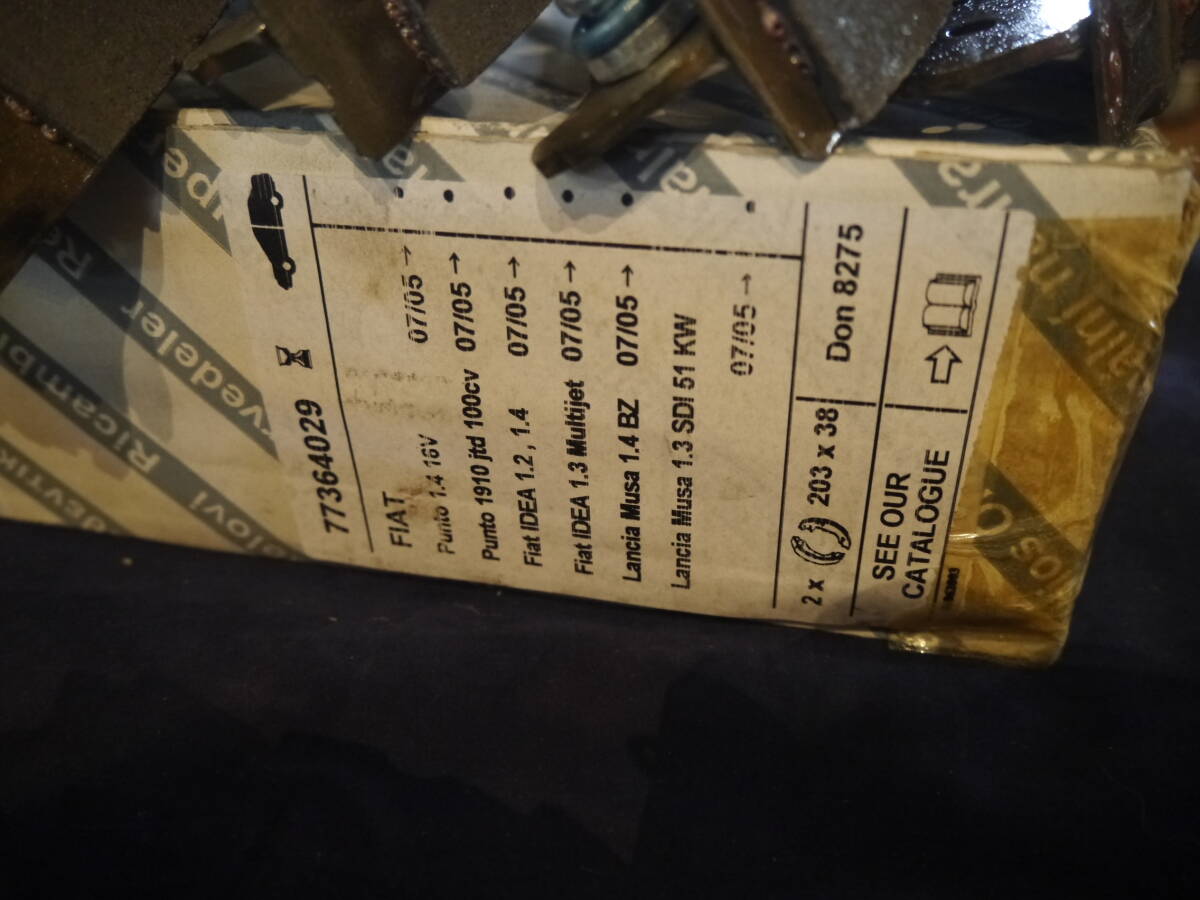 77364029
FIAT 07/05 →
Punto 1.4 16V
Punto 1910 jtd 100cv 07/05 →
Fiat IDEA 1.2 , 1.4 07/05 →
Fiat IDEA 1.3 Multijet 07/05 →
Lancia Musa 1.4 BZ 07/05 →
Lancia Musa 1.3 SDI 51 KW
07/05 →
2 x 203 x 38 Don 8275
SEE OUR
CATALOGUE
Ricambi